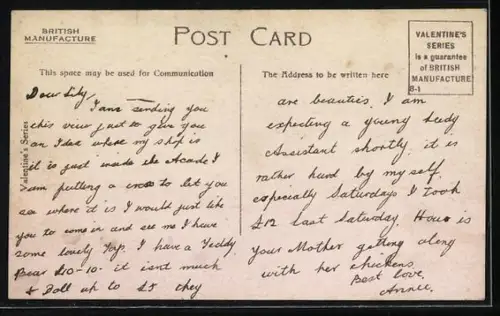 BRITISH
MANUFACTURE
POST CARD
VALENTINE'S
SERIES
is a guarantee
of BRITISH
MANUFACTURE
B-1
This space may be used for Communication
The Address to be written here
Valentine's Series
Dear Lily,
I am sending you
this view just to give you
an Idea where my shop is
it is just inside the Arcade I
am putting a cross to let you
see where it is I would just like
you to come in and see me I have
some lovely Toys. I have a Teddy
Bear £10-10. it isnt much
& Doll up to £5 they
are beauties. I am
expecting a young lady
Assistant shortly. it is
rather hard by my self.
especially Saturdays I took
£12 last Saturday. How is
your Mother getting along
with her chickens
Best love,
Annie.